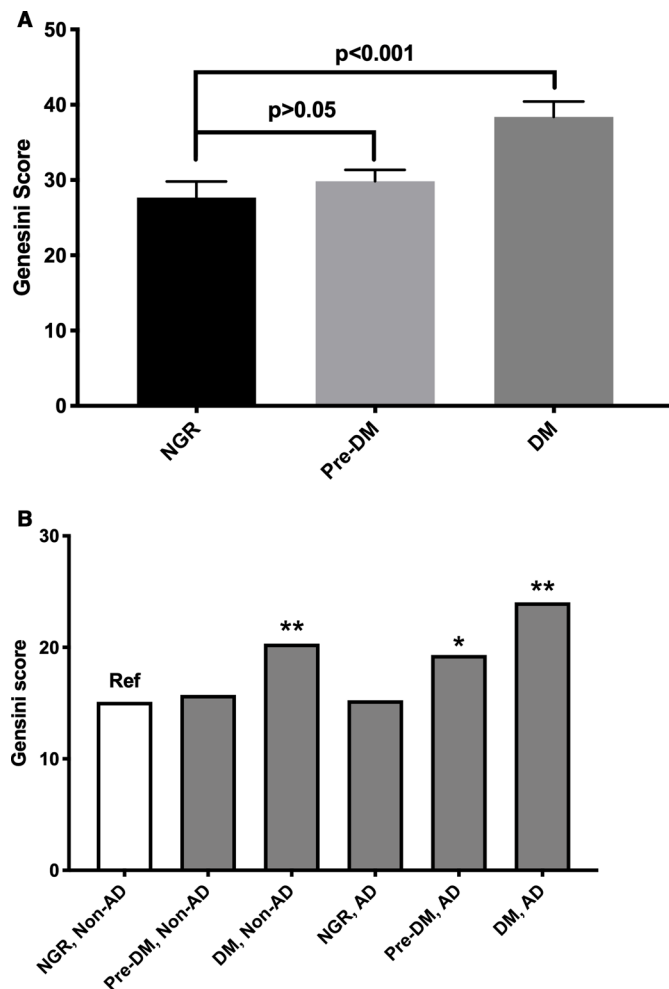 A
50
p<0.001
40
p>0.05
30
Genesini Score
20
10
0
NGR
Pre-DM
DM
B
30
**
**
*
Ref
20
Gensini score
10
0
NGR, Non-AD
Pre-DM, Non-AD
DM, Non-AD
NGR, AD
Pre-DM, AD
DM, AD